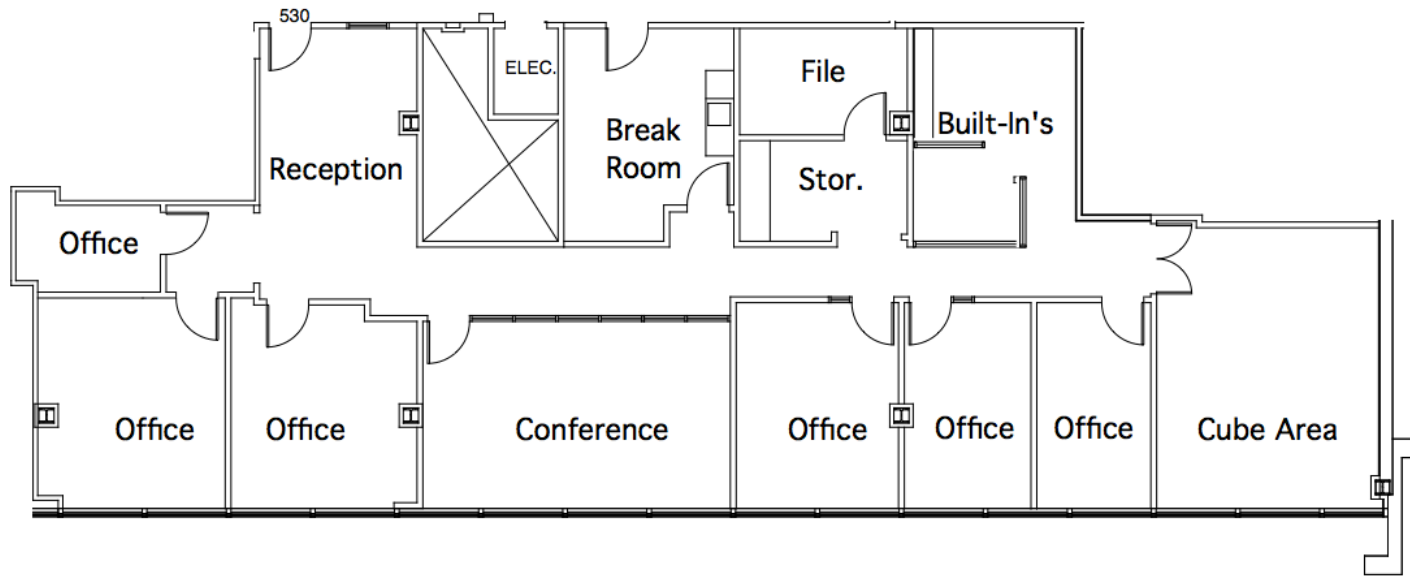 530
ELEC.
File
Break
Room
Built-In's
Reception
Stor.
Office
Office
Office
Conference
Office
Office
Office
Cube Area